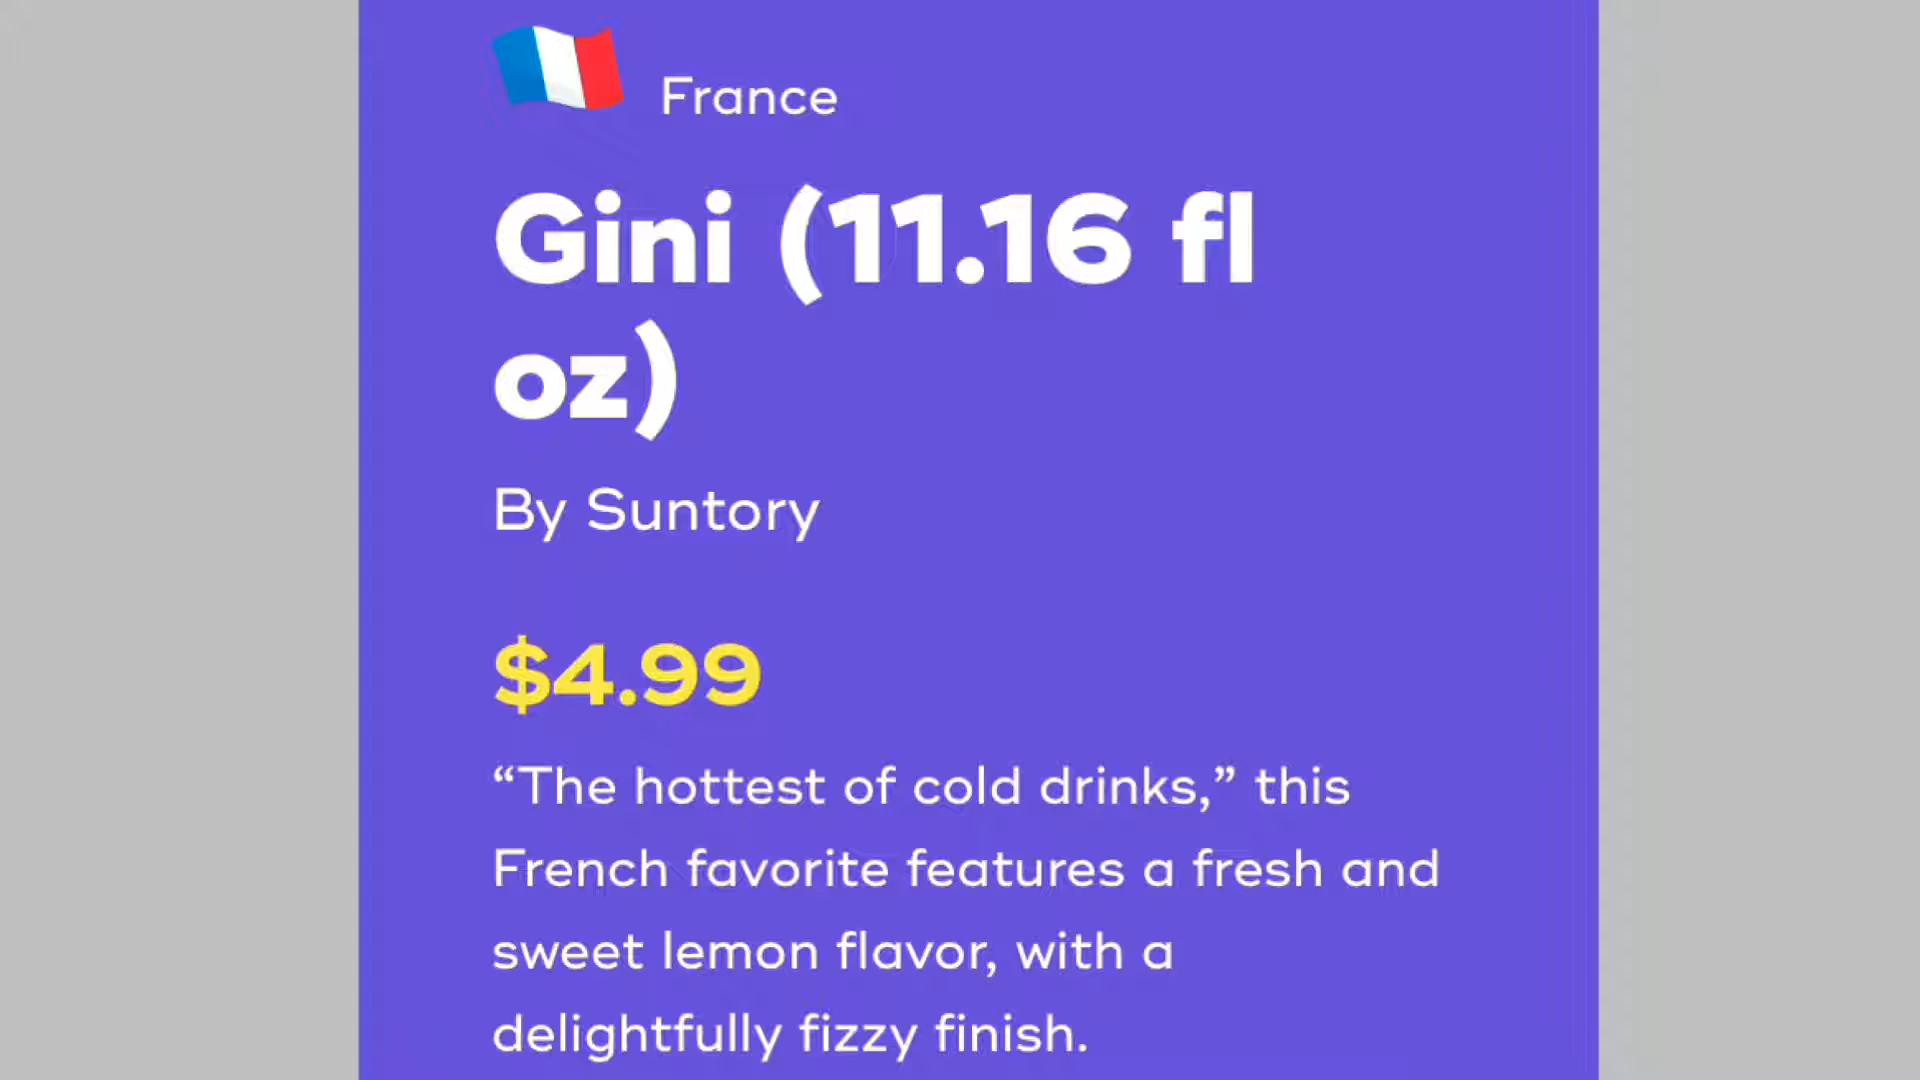 France
Gini (11.16 fl
oz)
By Suntory
$4.99
“The hottest of cold drinks,” this
French favorite features a fresh and
sweet lemon flavor, with a
delightfully fizzy finish.